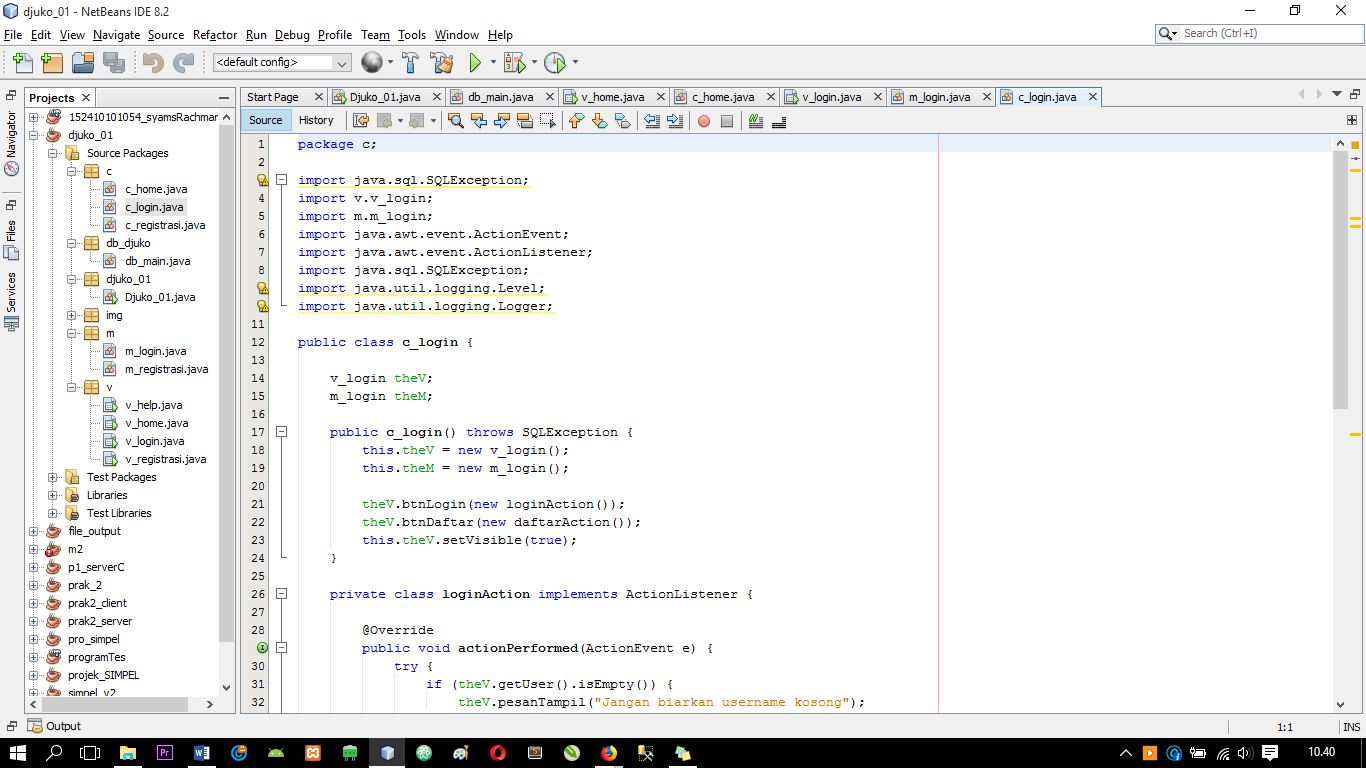 djuko_01 - NetBeans IDE 8.2
File Edit View Navigate Source Refactor Run Debug Profile Team Tools Window Help
Search (Ctrl+I)
<default config>
Projects
Navigator
Files
Services
152410101054_syamsRachmar
djuko_01
Source Packages
c
c_home.java
c_login.java
c_registrasi.java
db_djuko
db_main.java
djuko_01
Djuko_01.java
img
m
m_login.java
m_registrasi.java
v
v_help.java
v_home.java
v_login.java
v_registrasi.java
Test Packages
Libraries
Test Libraries
file_output
m2
p1_serverC
prak_2
prak2_client
prak2_server
pro_simpel
programTes
projek_SIMPEL
simpel_v2
Start Page Djuko_01.java db_main.java v_home.java c_home.java v_login.java m_login.java c_login.java
Source History
1 package c;
2
import java.sql.SQLException;
4 import v.v_login;
5 import m.m_login;
6 import java.awt.event.ActionEvent;
7 import java.awt.event.ActionListener;
8 import java.sql.SQLException;
import java.util.logging.Level;
import java.util.logging.Logger;
11
12 public class c_login {
13
14 v_login theV;
15 m_login theM;
16
17 public c_login() throws SQLException {
18 this.theV = new v_login();
19 this.theM = new m_login();
20
21 theV.btnLogin(new loginAction());
22 theV.btnDaftar(new daftarAction());
23 this.theV.setVisible(true);
24 }
25
26 private class loginAction implements ActionListener {
27
28 @Override
public void actionPerformed(ActionEvent e) {
30 try {
31 if (theV.getUser().isEmpty()) {
32 theV.pesanTampil("Jangan biarkan username kosong");
Output
1:1 INS
10.40